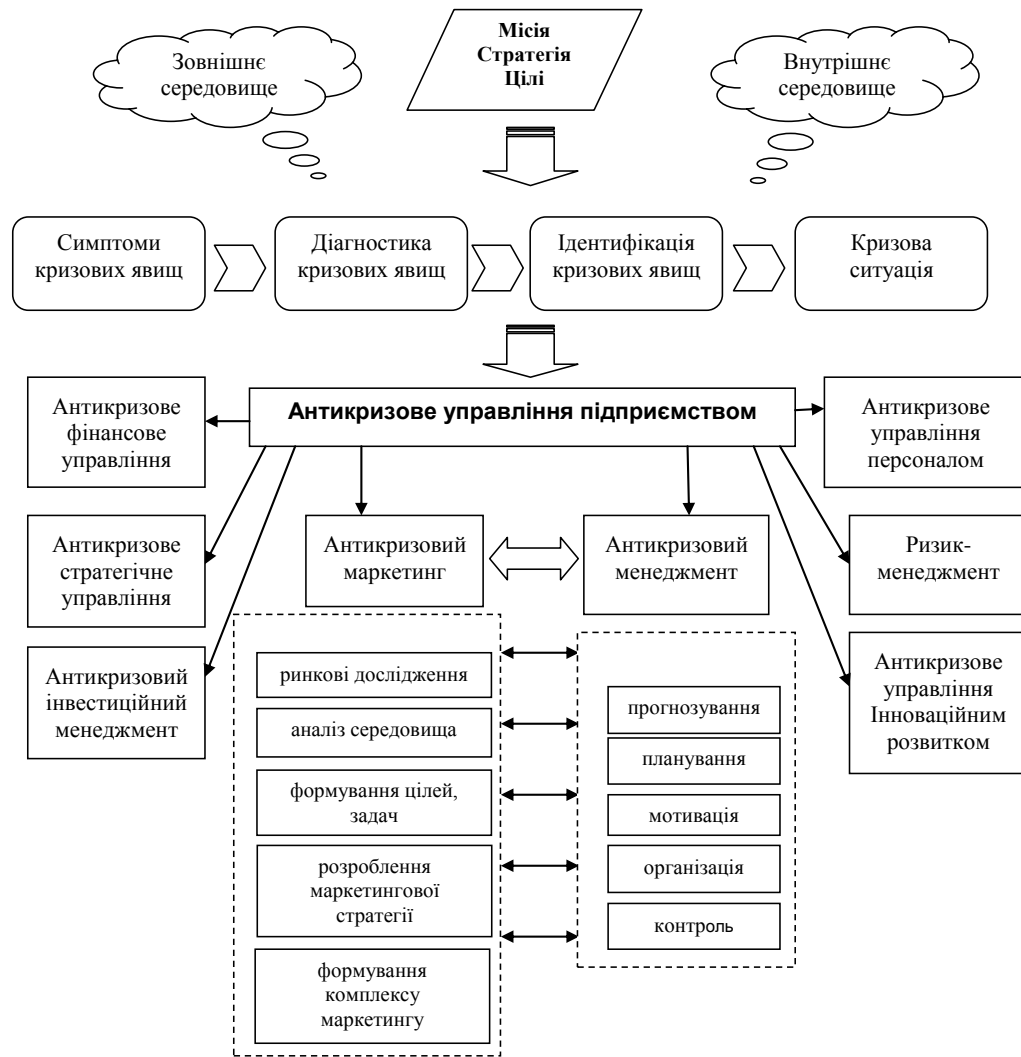 Зовнішнє
середовище
Місія
Стратегія
Цілі
Внутрішнє
середовище
Симптоми
кризових явищ
Діагностика
кризових явищ
Ідентифікація
кризових явищ
Кризова
ситуація
Антикризове управління підприємством
Антикризове
фінансове
управління
Антикризове
управління
персоналом
Антикризове
стратегічне
управління
Антикризовий
маркетинг
Антикризовий
менеджмент
Ризик-
менеджмент
Антикризовий
інвестиційний
менеджмент
Антикризове
управління
Інноваційним
розвитком
ринкові дослідження
аналіз середовища
формування цілей,
задач
розроблення
маркетингової
стратегії
формування
комплексу
маркетингу
прогнозування
планування
мотивація
організація
контроль